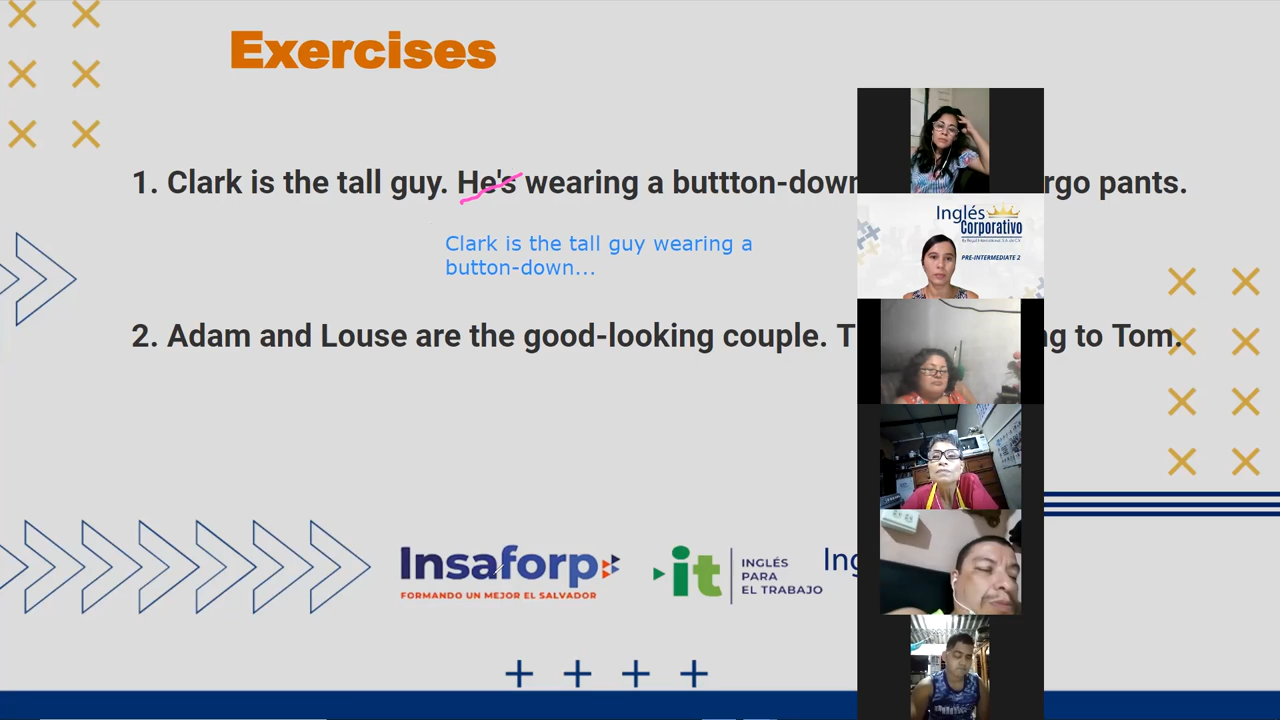 Exercises
1. Clark is the tall guy. He's wearing a buttton-down rgo pants.
Clark is the tall guy wearing a
button-down...
2. Adam and Louse are the good-looking couple. T ng to Tom.
Inglés
Corporativo
PRE-INTERMEDIATE 2
Insaforp
FORMANDO UN MEJOR EL SALVADOR
it
INGLÉS
PARA
EL TRABAJO
Ing